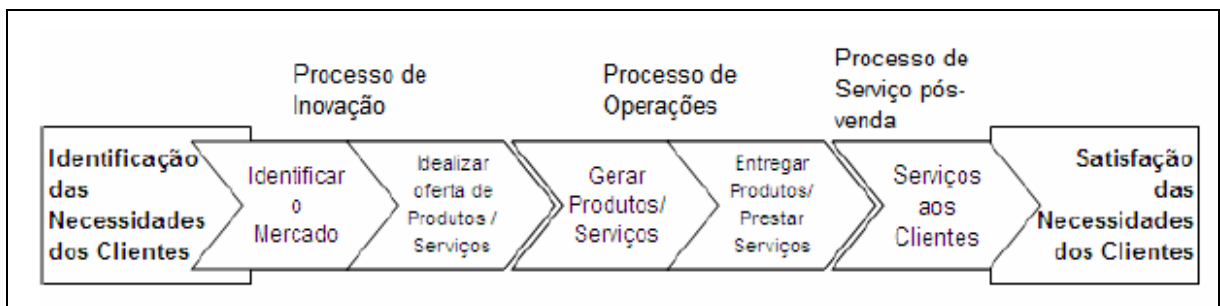 Processo de
Inovação
Processo de
Operações
Processo de
Serviço pós-
venda
Identificação
das
Necessidades
dos Clientes
Identificar
o
Mercado
Idealizar
oferta de
Produtos /
Serviços
Gerar
Produtos/
Serviços
Entregar
Produtos/
Prestar
Serviços
Serviços
aos
Clientes
Satisfação
das
Necessidades
dos Clientes